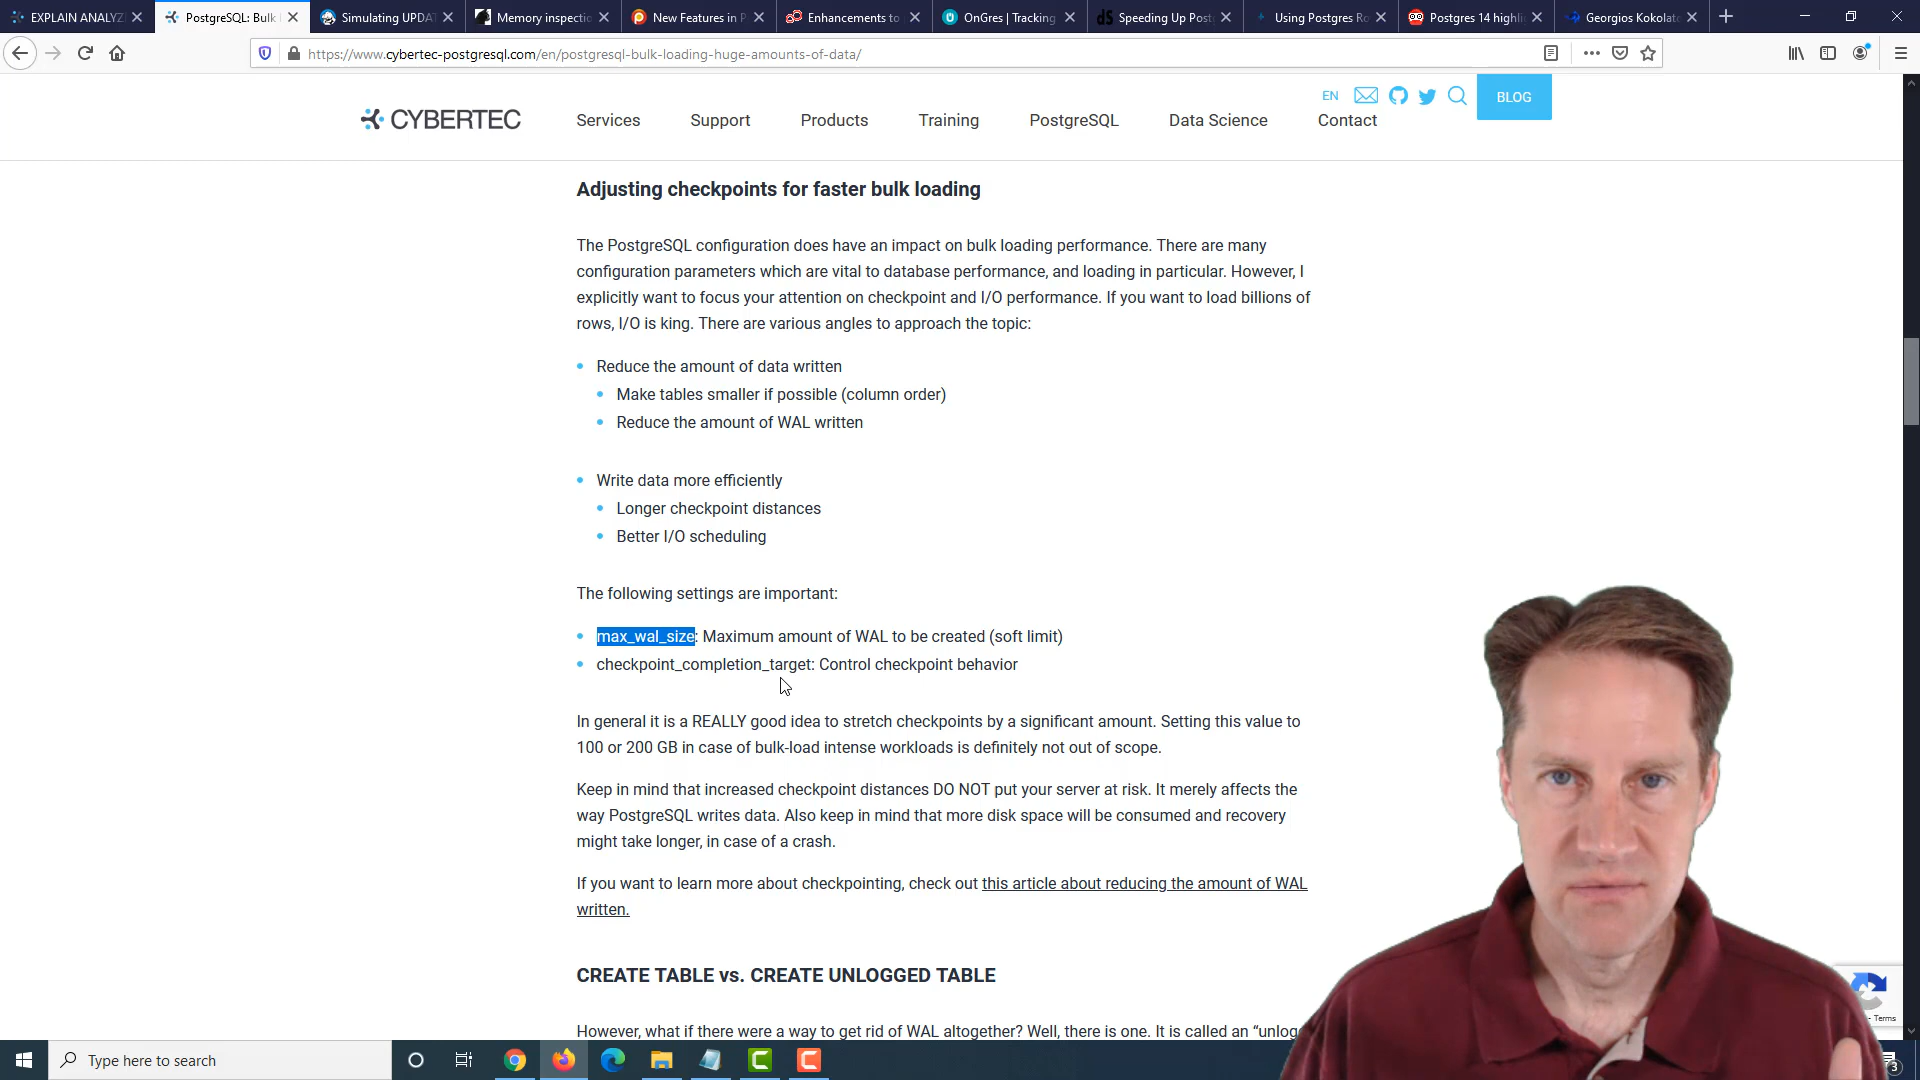 EXPLAIN ANALYZ
PostgreSQL: Bulk
Simulating UPDAT
Memory inspectio
New Features in P
Enhancements to
OnGres | Tracking
Speeding Up Post
Using Postgres Ro
Postgres 14 highli
Georgios Kokolato
https://www.cybertec-postgresql.com/en/postgresql-bulk-loading-huge-amounts-of-data/
CYBERTEC
Services
Support
Products
Training
PostgreSQL
Data Science
Contact
EN
BLOG
Adjusting checkpoints for faster bulk loading
The PostgreSQL configuration does have an impact on bulk loading performance. There are many
configuration parameters which are vital to database performance, and loading in particular. However, I
explicitly want to focus your attention on checkpoint and I/O performance. If you want to load billions of
rows, I/O is king. There are various angles to approach the topic:
Reduce the amount of data written
Make tables smaller if possible (column order)
Reduce the amount of WAL written
Write data more efficiently
Longer checkpoint distances
Better I/O scheduling
The following settings are important:
max_wal_size: Maximum amount of WAL to be created (soft limit)
checkpoint_completion_target: Control checkpoint behavior
In general it is a REALLY good idea to stretch checkpoints by a significant amount. Setting this value to
100 or 200 GB in case of bulk-load intense workloads is definitely not out of scope.
Keep in mind that increased checkpoint distances DO NOT put your server at risk. It merely affects the
way PostgreSQL writes data. Also keep in mind that more disk space will be consumed and recovery
might take longer, in case of a crash.
If you want to learn more about checkpointing, check out this article about reducing the amount of WAL
written.
CREATE TABLE vs. CREATE UNLOGGED TABLE
However, what if there were a way to get rid of WAL altogether? Well, there is one. It is called an “unlog
- Terms
Type here to search
3